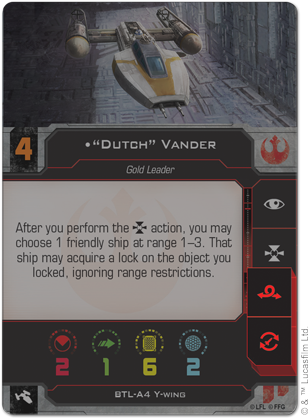 4
•“Dutch” Vander
Gold Leader
After you perform the action, you may
choose 1 friendly ship at range 1–3. That
ship may acquire a lock on the object you
locked, ignoring range restrictions.
2 1 6 2
BTL-A4 Y-wing
©LFL ©FFG
& ™ Lucasfilm Ltd